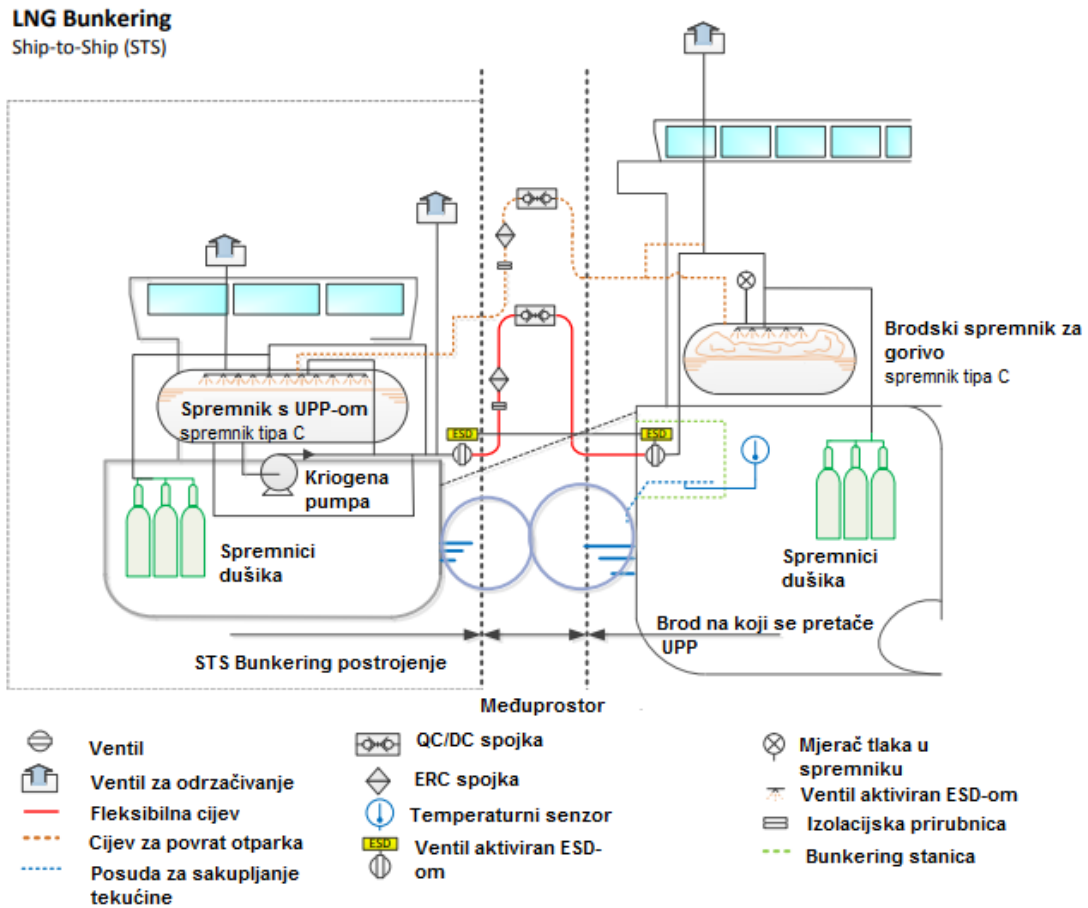 LNG Bunkering
Ship-to-Ship (STS)
Brodski spremnik za
gorivo
spremnik tipa C
Spremnik s UPP-om
spremnik tipa C
ESD
ESD
Kriogena
pumpa
Spremnici
dušika
Spremnici
dušika
STS Bunkering postrojenje
Brod na koji se pretače
UPP
Međuprostor
Ventil
Ventil za odrzačivanje
Fleksibilna cijev
Cijev za povrat otparka
Posuda za sakupljanje
tekućine
QC/DC spojka
ERC spojka
Temperaturni senzor
ESD
Ventil aktiviran ESD-
om
Mjerač tlaka u
spremniku
Ventil aktiviran ESD-om
Izolacijska prirubnica
Bunkering stanica